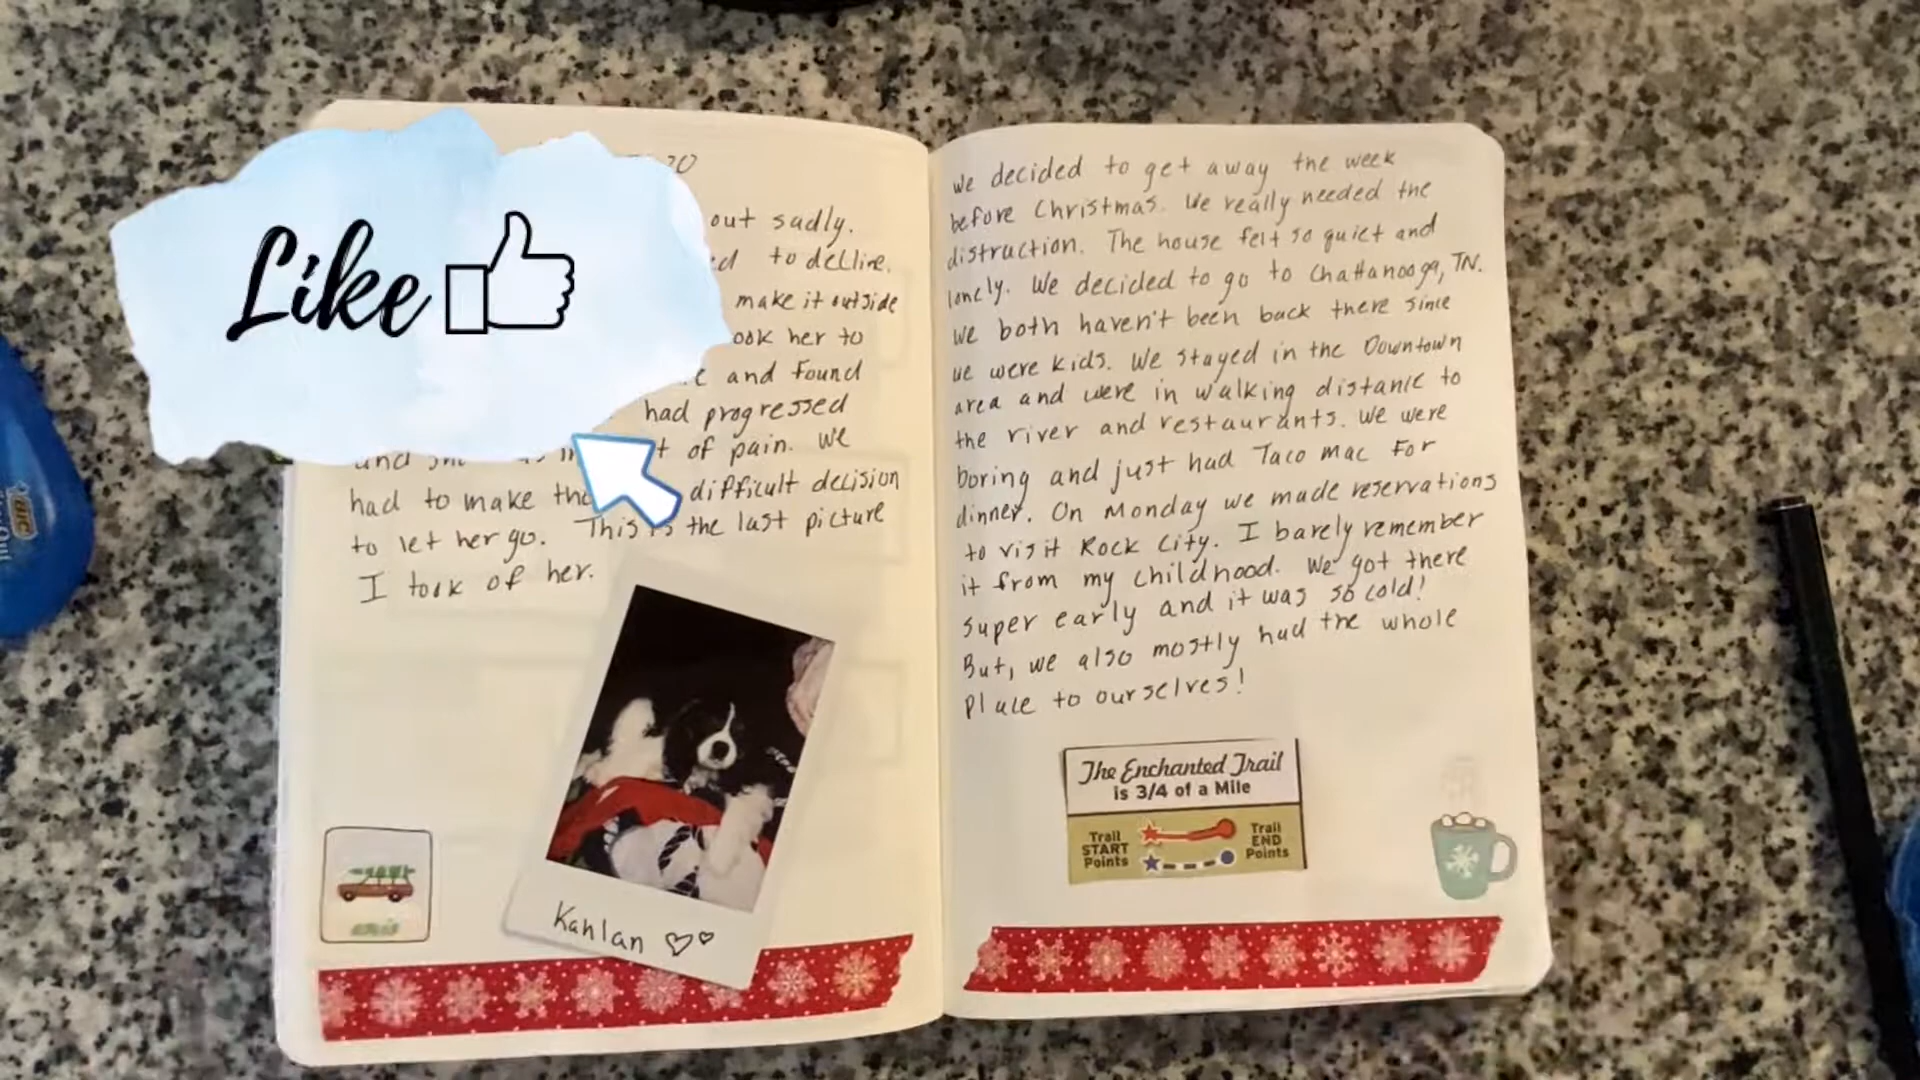 Like
20
out sadly.
to decline.
make it outside
her to
and found
had progressed
of pain. We
had to make difficult decision
to let her go. This is the last picture
I took of her.
Kahlan
We decided to get away the week
before Christmas. We really needed the
distraction. The house felt so quiet and
lonely. We decided to go to Chattanooga, TN.
We both haven't been back there since
we were kids. We stayed in the Downtown
area and were in walking distance to
the river and restaurants. We were
boring and just had Taco Mac for
dinner. On Monday we made reservations
to visit Rock City. I barely remember
it from my childhood. We got there
super early and it was so cold!
But, we also mostly had the whole
place to ourselves!
The Enchanted Trail
is 3/4 of a Mile
Trail START Points
Trail END Points
BIC